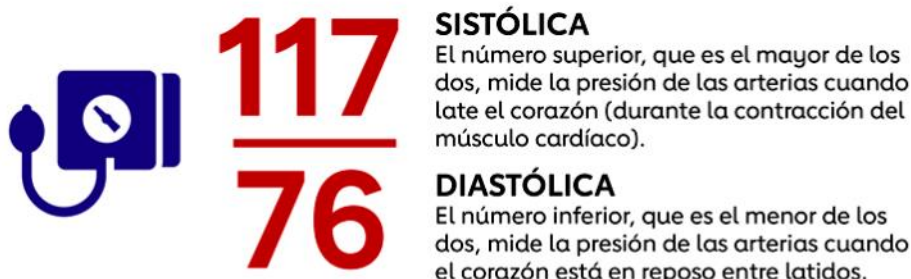 117
76
SISTÓLICA
El número superior, que es el mayor de los
dos, mide la presión de las arterias cuando
late el corazón (durante la contracción del
músculo cardíaco).
DIASTÓLICA
El número inferior, que es el menor de los
dos, mide la presión de las arterias cuando
el corazón está en reposo entre latidos.